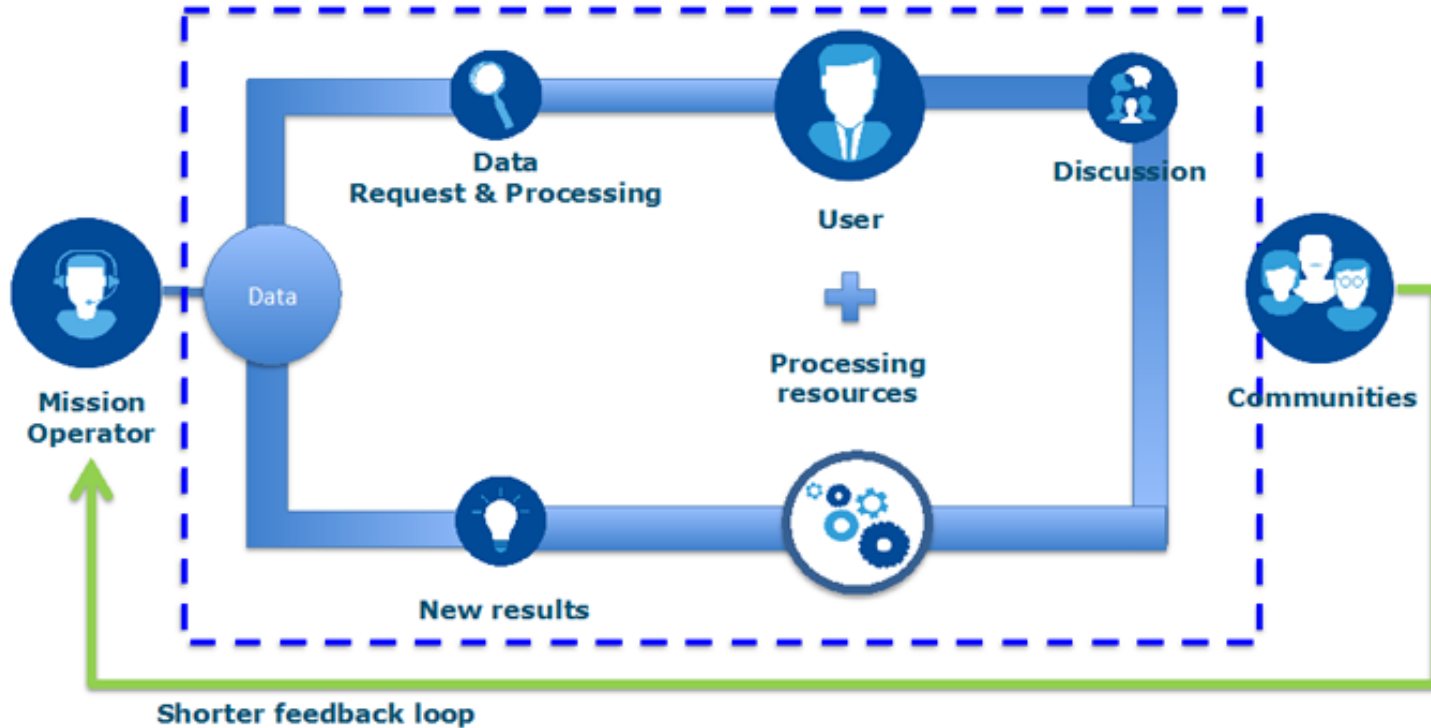 Data
Request & Processing
User
Discussion
Data
Mission
Operator
Processing
resources
Communities
New results
Shorter feedback loop